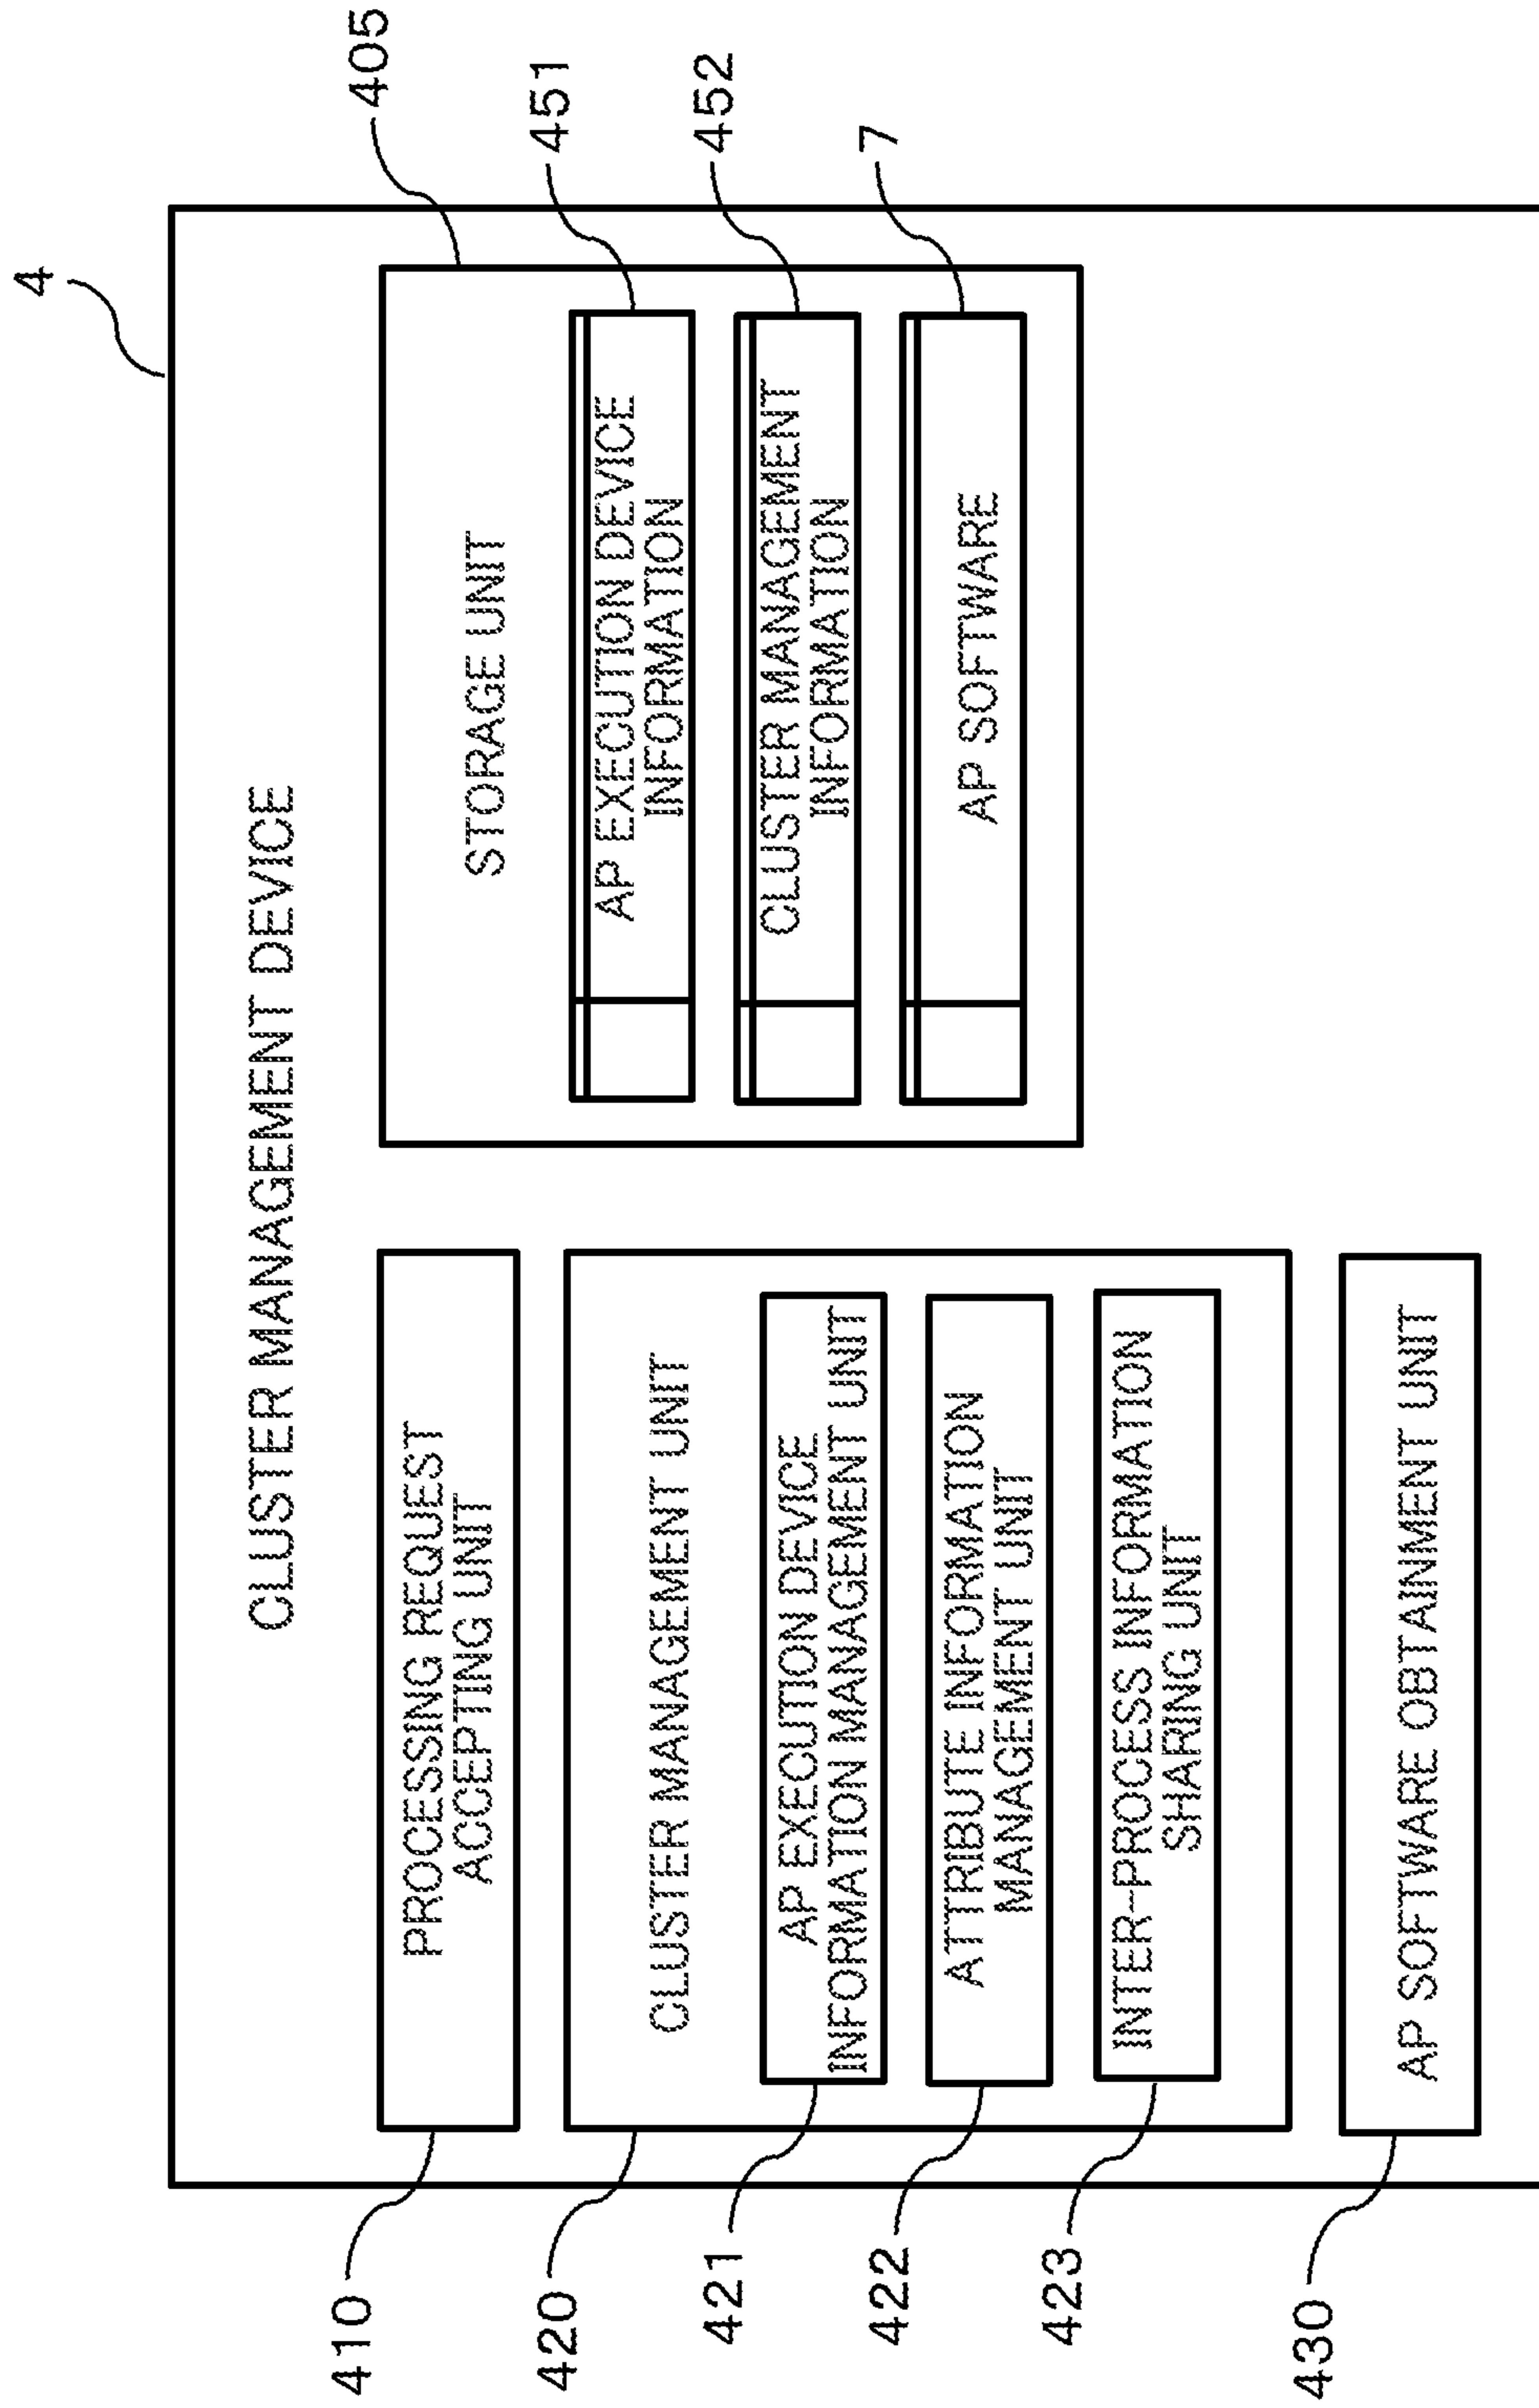 4
CLUSTER MANAGEMENT DEVICE
410
PROCESSING REQUEST
ACCEPTING UNIT
420
CLUSTER MANAGEMENT UNIT
421
AP EXECUTION DEVICE
INFORMATION MANAGEMENT UNIT
422
ATTRIBUTE INFORMATION
MANAGEMENT UNIT
423
INTER-PROCESS INFORMATION
SHARING UNIT
430
AP SOFTWARE OBTAINMENT UNIT
405
STORAGE UNIT
451
AP EXECUTION DEVICE
INFORMATION
452
CLUSTER MANAGEMENT
INFORMATION
7
AP SOFTWARE